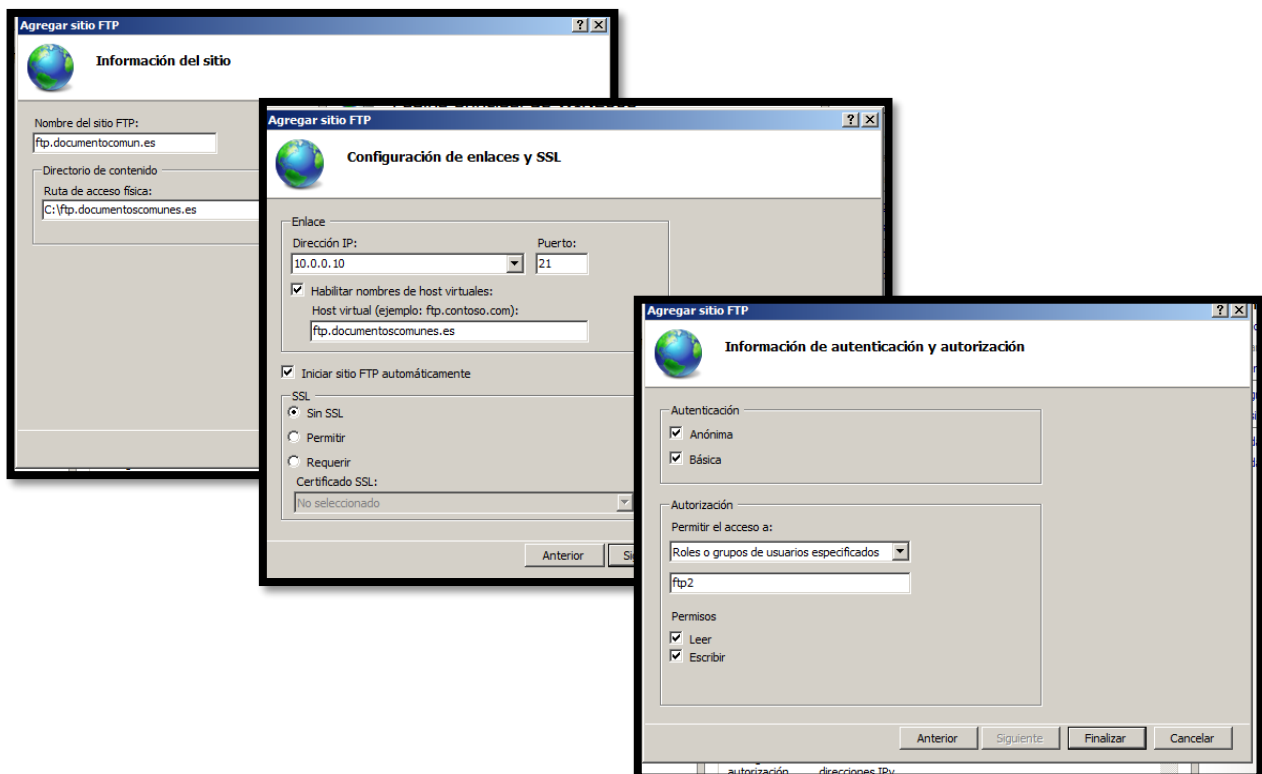 Agregar sitio FTP
Información del sitio
Nombre del sitio FTP:
ftp.documentocomun.es
Directorio de contenido
Ruta de acceso física:
C:\ftp.documentoscomunes.es
Agregar sitio FTP
Configuración de enlaces y SSL
Enlace
Dirección IP:
Puerto:
10.0.0.10
21
Habilitar nombres de host virtuales:
Host virtual (ejemplo: ftp.contoso.com):
ftp.documentoscomunes.es
Iniciar sitio FTP automáticamente
SSL
Sin SSL
Permitir
Requerir
Certificado SSL:
No seleccionado
Anterior
Agregar sitio FTP
Información de autenticación y autorización
Autenticación
Anónima
Básica
Autorización
Permitir el acceso a:
Roles o grupos de usuarios especificados
ftp2
Permisos
Leer
Escribir
Anterior
Siguiente
Finalizar
Cancelar
autorización direcciones IPv